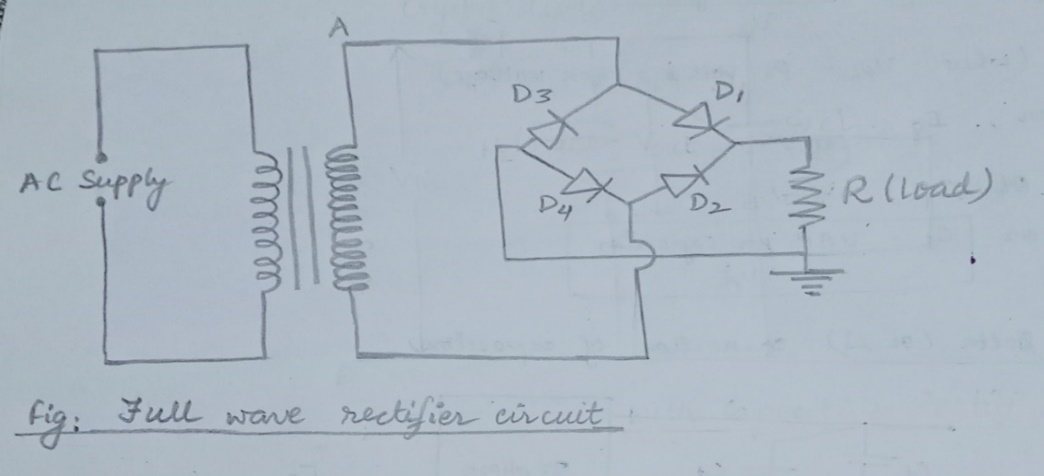 A
D3
D1
AC Supply
D4
D2
R (load)
fig: Full wave rectifier circuit